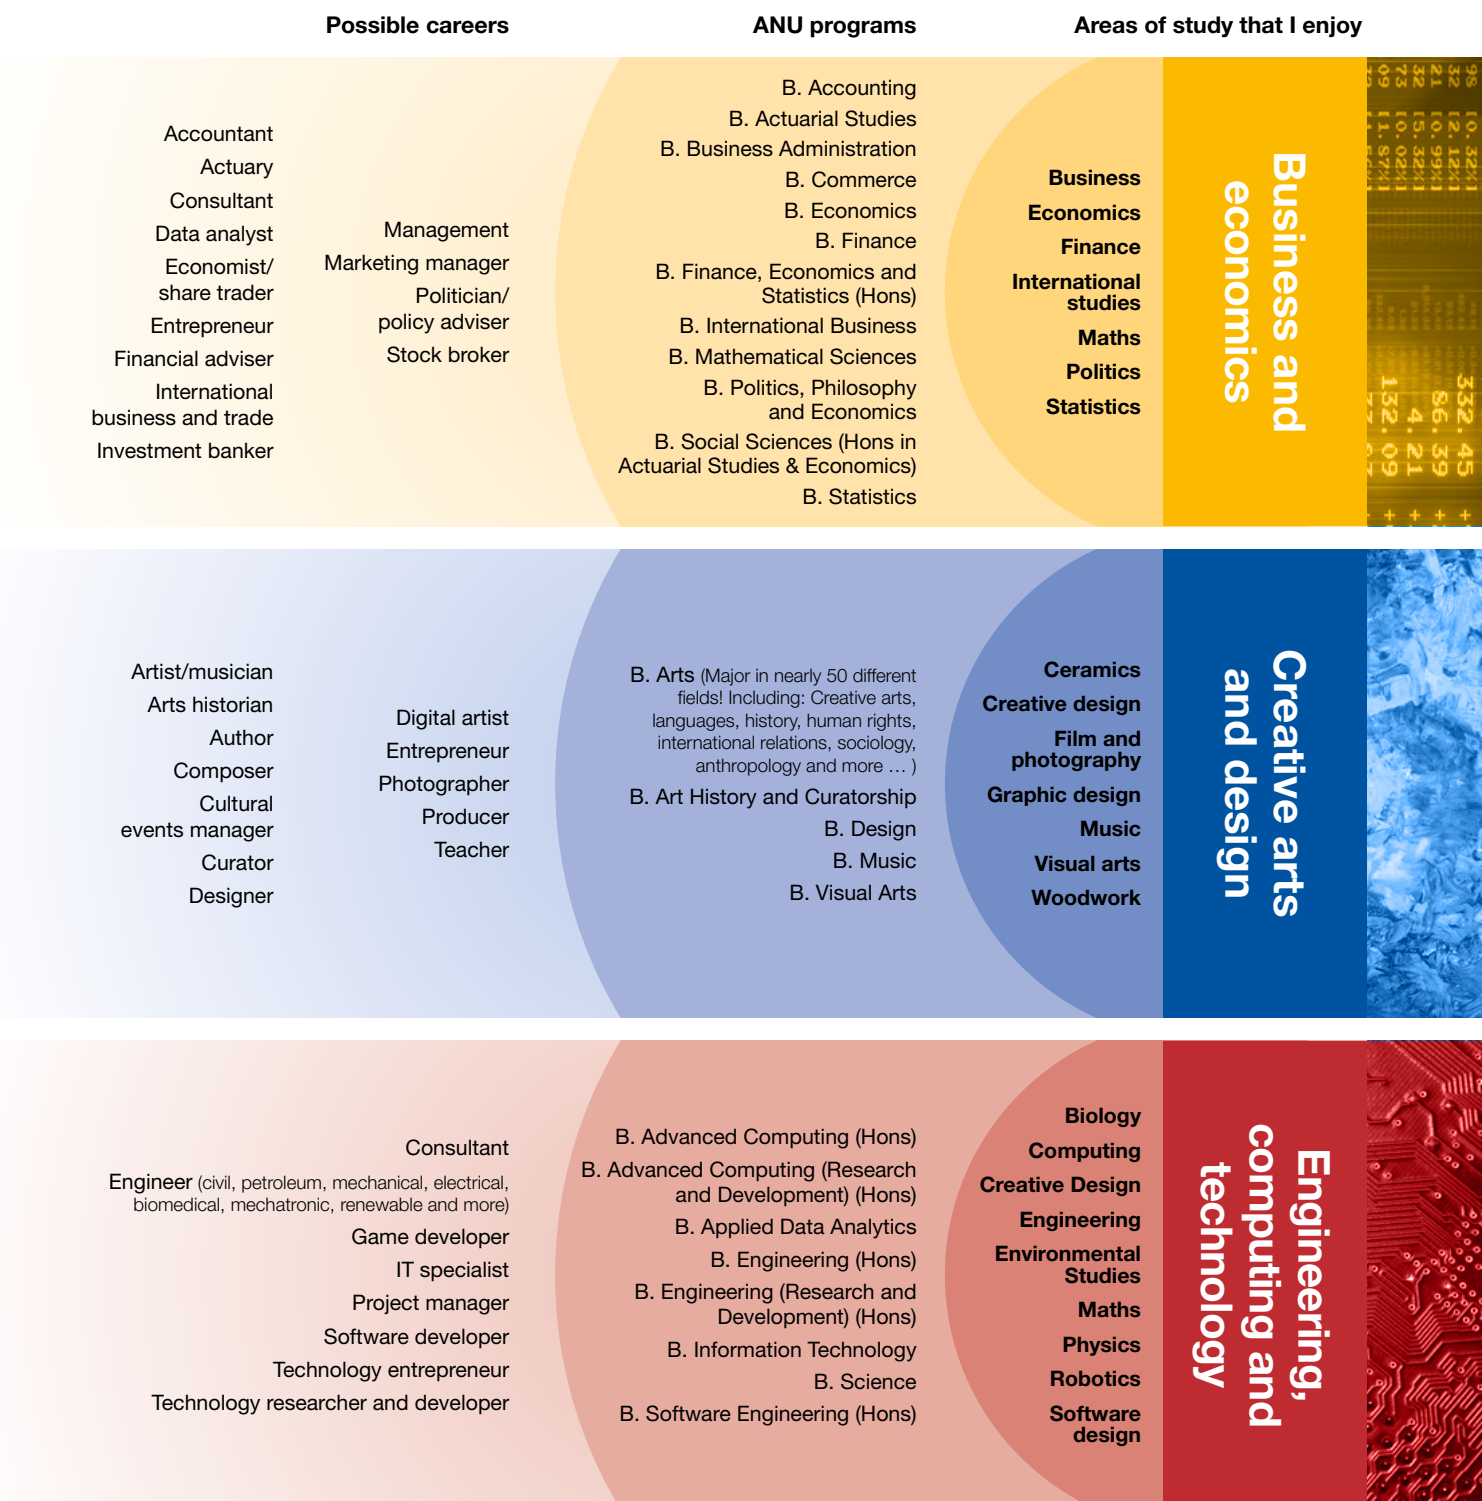 Possible careers
ANU programs
Areas of study that I enjoy
Accountant
Actuary
Consultant
Data analyst
Economist/
share trader
Entrepreneur
Financial adviser
International
business and trade
Investment banker
Management
Marketing manager
Politician/
policy adviser
Stock broker
B. Accounting
B. Actuarial Studies
B. Business Administration
B. Commerce
B. Economics
B. Finance
B. Finance, Economics and
Statistics (Hons)
B. International Business
B. Mathematical Sciences
B. Politics, Philosophy
and Economics
B. Social Sciences (Hons in
Actuarial Studies & Economics)
B. Statistics
Business
Economics
Finance
International
studies
Maths
Politics
Statistics
Business and
economics
Artist/musician
Arts historian
Author
Composer
Cultural
events manager
Curator
Designer
Digital artist
Entrepreneur
Photographer
Producer
Teacher
B. Arts (Major in nearly 50 different
fields! Including: Creative arts,
languages, history, human rights,
international relations, sociology,
anthropology and more … )
B. Art History and Curatorship
B. Design
B. Music
B. Visual Arts
Ceramics
Creative design
Film and
photography
Graphic design
Music
Visual arts
Woodwork
Creative arts
and design
Consultant
Engineer (civil, petroleum, mechanical, electrical,
biomedical, mechatronic, renewable and more)
Game developer
IT specialist
Project manager
Software developer
Technology entrepreneur
Technology researcher and developer
B. Advanced Computing (Hons)
B. Advanced Computing (Research
and Development) (Hons)
B. Applied Data Analytics
B. Engineering (Hons)
B. Engineering (Research and
Development) (Hons)
B. Information Technology
B. Science
B. Software Engineering (Hons)
Biology
Computing
Creative Design
Engineering
Environmental
Studies
Maths
Physics
Robotics
Software
design
Engineering,
computing and
technology
332.45
86.39
4.21
132.09